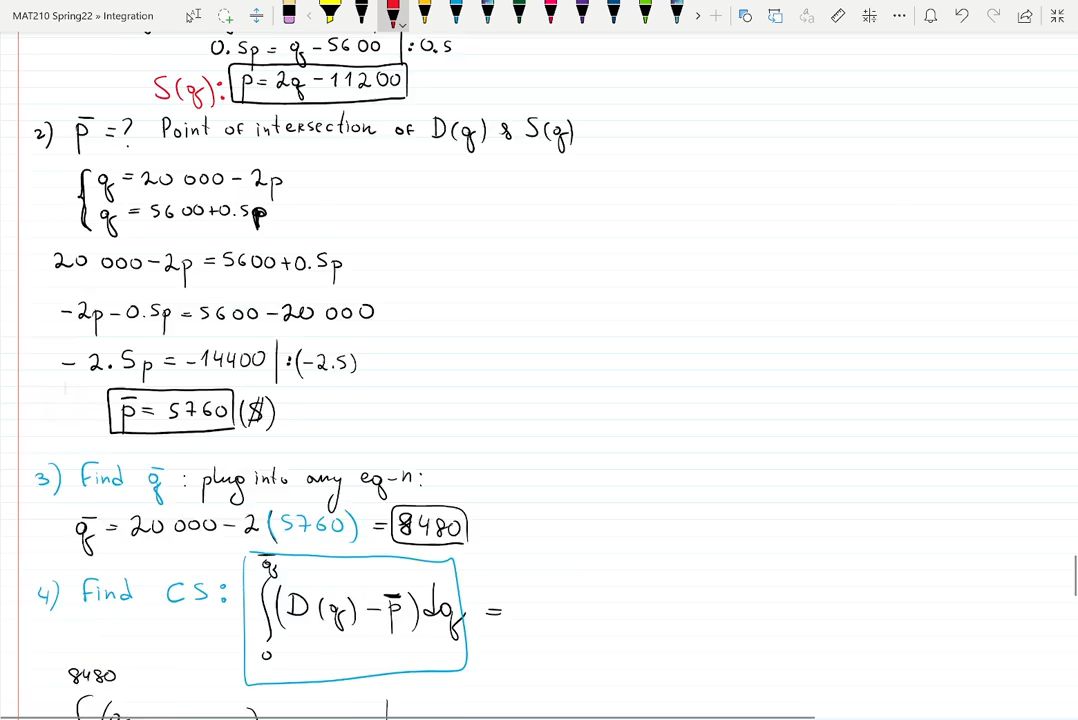 MAT210 Spring22 » Integration
0.5p = q - 5600 | : 0.5
S(q): p = 2q - 11200
2) p̄ = ? Point of intersection of D(q) & S(q)
{ q = 20 000 - 2p
q = 5600 + 0.5p
20 000 - 2p = 5600 + 0.5p
-2p - 0.5p = 5600 - 20 000
- 2.5p = -14400 | : (-2.5)
p̄ = 5760 ($)
3) Find q̄ : plug into any eq-n:
q̄ = 20 000 - 2(5760) = 8480
4) Find CS: ∫₀^q̄ (D(q) - p̄) dq =
8480